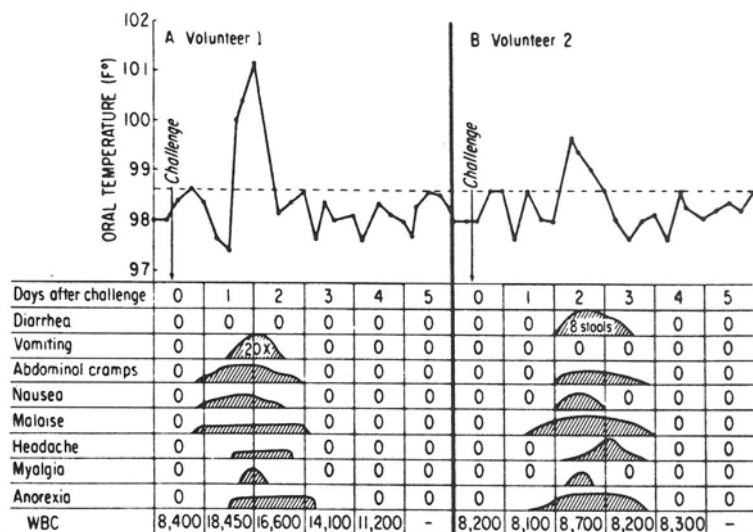 102
101
100
99
98
97
ORAL TEMPERATURE (F°)
A Volunteer 1
B Volunteer 2
Challenge
Challenge
Days after challenge 0 1 2 3 4 5 0 1 2 3 4 5
Diarrhea 0 0 0 0 0 0 0 0 8 stools 0 0
Vomiting 0 20 X 0 0 0 0 0 0 0 0 0
Abdominal cramps 0 0 0 0 0 0 0 0
Nausea 0 0 0 0 0 0 0 0
Malaise 0 0 0 0 0 0 0
Headache 0 0 0 0 0 0 0 0
Myalgia 0 0 0 0 0 0 0 0
Anorexia 0 0 0 0 0 0 0
WBC 8,400 18,450 16,600 14,100 11,200 - 8,200 8,100 8,700 8,200 8,300 -